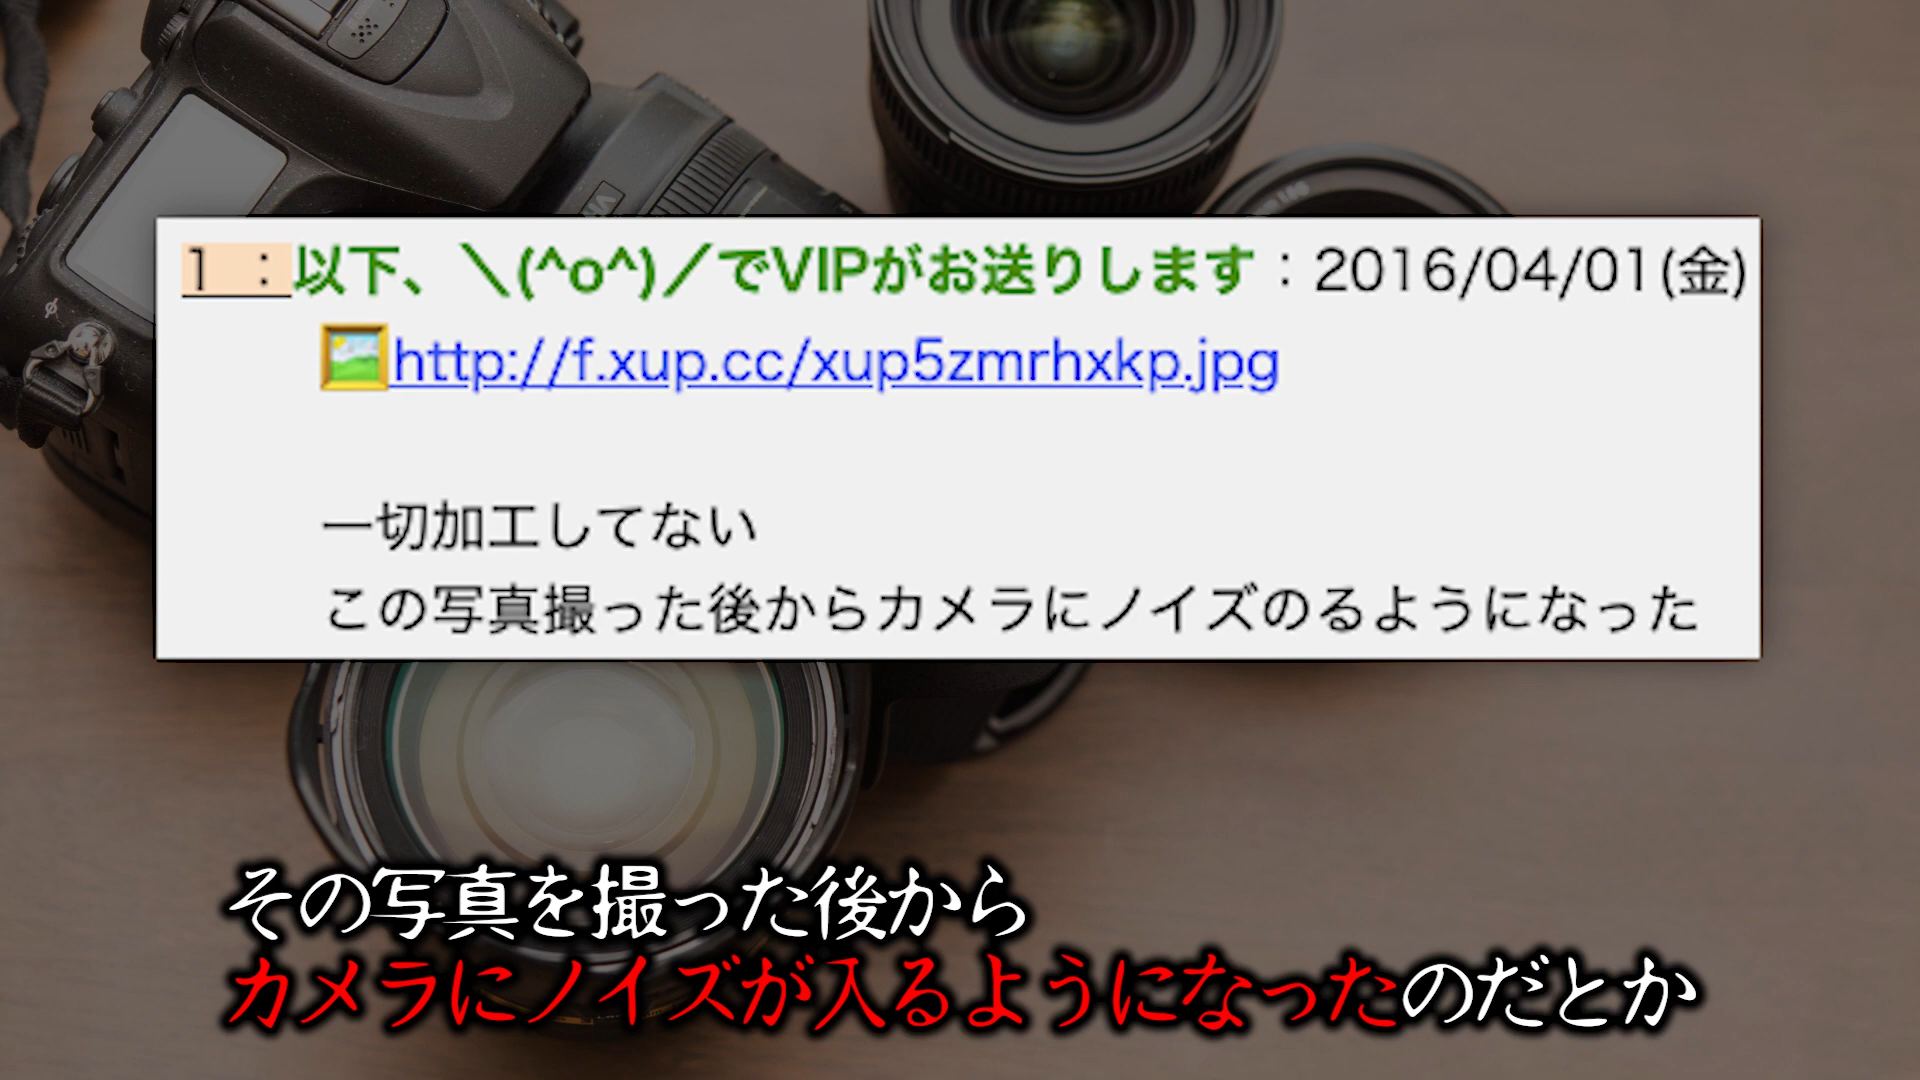 1 ：以下、＼(^o^)／でVIPがお送りします：2016/04/01(金)
http://f.xup.cc/xup5zmrhxkp.jpg
一切加工してない
この写真撮った後からカメラにノイズのるようになった
その写真を撮った後から
カメラにノイズが入るようになったのだとか